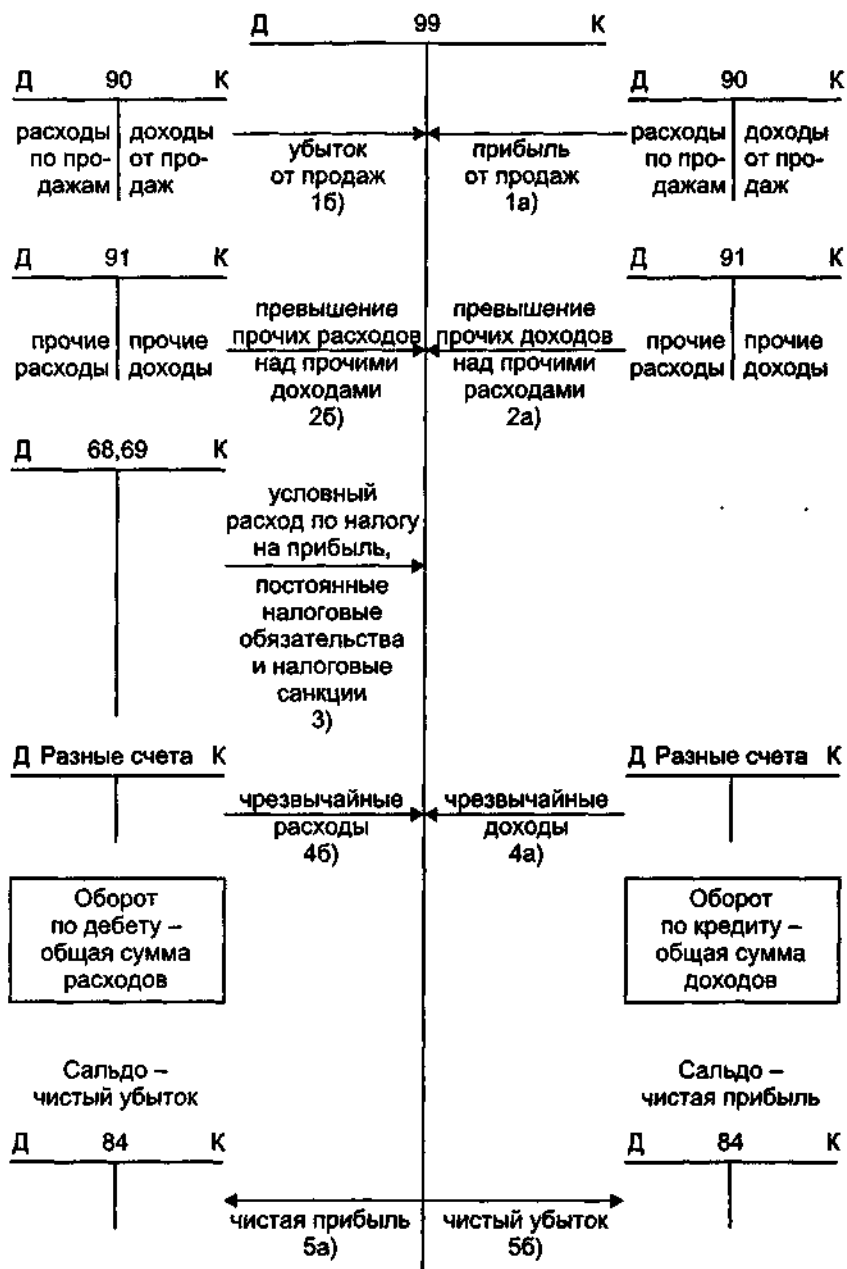 Д 99 К
Д 90 К
расходы по про-дажам
доходы от про-даж
убыток
от продаж
1б)
прибыль
от продаж
1а)
Д 90 К
расходы по про-дажам
доходы от про-даж
Д 91 К
прочие расходы
прочие доходы
превышение
прочих расходов
над прочими
доходами
2б)
превышение
прочих доходов
над прочими
расходами
2а)
Д 91 К
прочие расходы
прочие доходы
Д 68,69 К
условный
расход по налогу
на прибыль,
постоянные
налоговые
обязательства
и налоговые
санкции
3)
Д Разные счета К
чрезвычайные
расходы
4б)
чрезвычайные
доходы
4а)
Д Разные счета К
Оборот
по дебету –
общая сумма
расходов
Оборот
по кредиту –
общая сумма
доходов
Сальдо –
чистый убыток
Сальдо –
чистая прибыль
Д 84 К
чистая прибыль
5а)
чистый убыток
5б)
Д 84 К